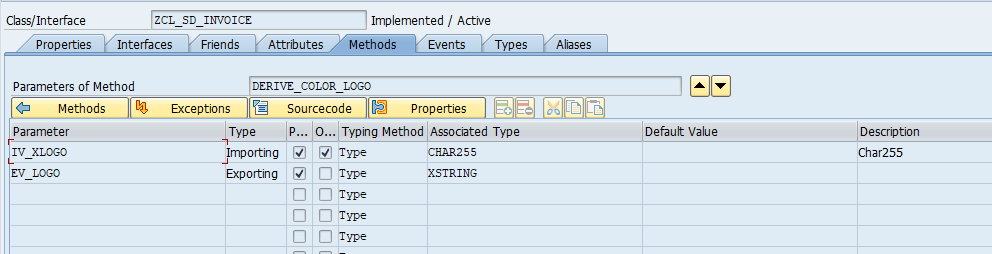 Class/Interface ZCL_SD_INVOICE Implemented / Active
Properties Interfaces Friends Attributes Methods Events Types Aliases
Parameters of Method DERIVE_COLOR_LOGO
Methods Exceptions Sourcecode Properties
Parameter Type P... O... Typing Method Associated Type Default Value Description
IV_XLOGO Importing Type CHAR255 Char255
EV_LOGO Exporting Type XSTRING
Type
Type
Type